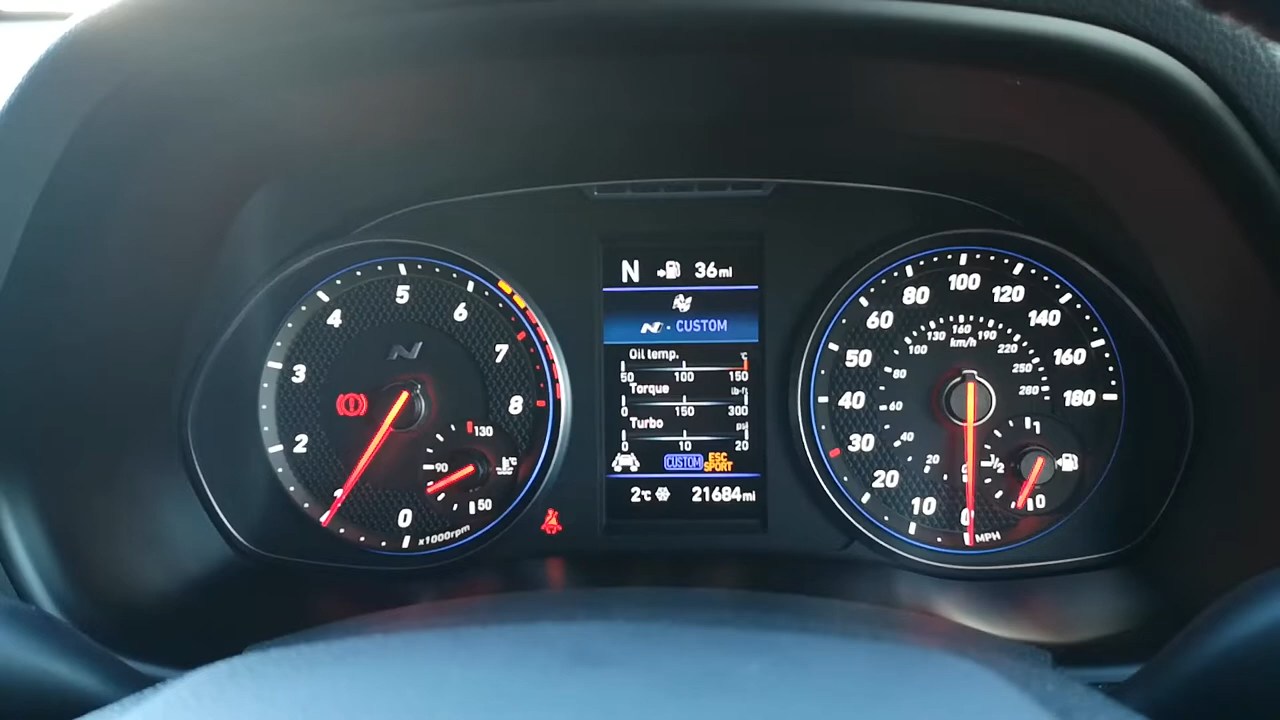 N 36ml
N · CUSTOM
Oil temp. °C
50 100 150
Torque lb-ft
0 150 300
Turbo psi
0 10 20
CUSTOM ESC
SPORT
2°C 21684mi
0
1
2
3
4
5
6
7
8
x1000rpm
N
130
90
50
0
10
20
30
40
50
60
80
100
120
140
160
180
MPH
20
40
60
80
100
130
160
190
220
250
280
km/h
1
1/2
0